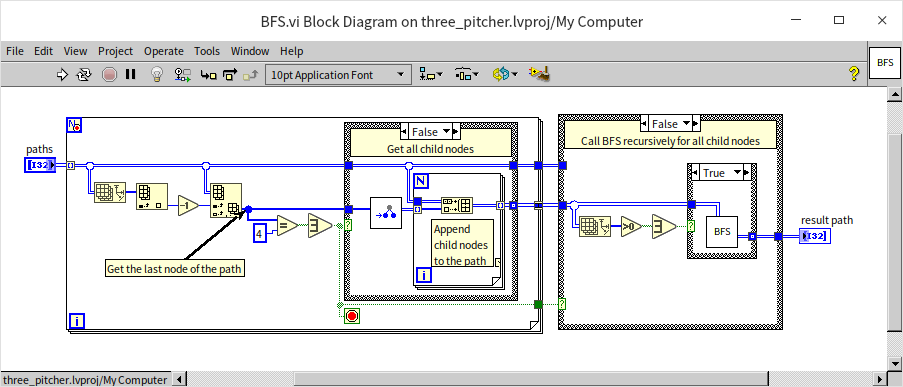 BFS.vi Block Diagram on three_pitcher.lvproj/My Computer
File Edit View Project Operate Tools Window Help
10pt Application Font
?
BFS
N
False
Get all child nodes
False
Call BFS recursively for all child nodes
paths
[I32]
True
N
-1
4
=
?
Append
child nodes
to the path
>0
?
BFS
result path
[I32]
Get the last node of the path
i
?
i
three_pitcher.lvproj/My Computer